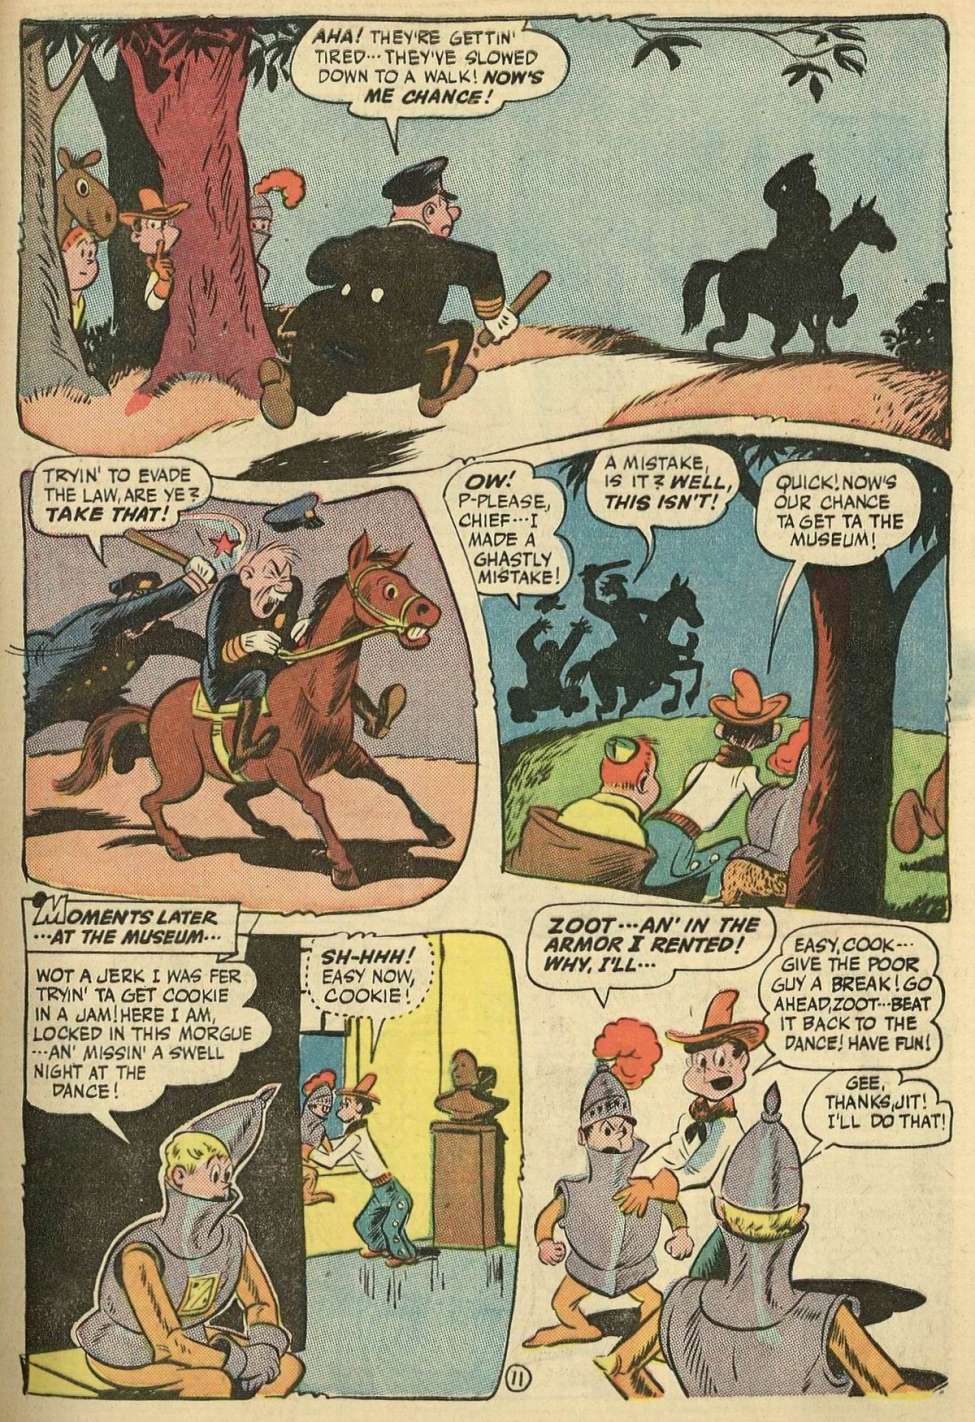 AHA! THEY'RE GETTIN'
TIRED--- THEY'VE SLOWED
DOWN TO A WALK! NOW'S
ME CHANCE!
TRYIN' TO EVADE
THE LAW, ARE YE?
TAKE THAT!
OW!
P-PLEASE,
CHIEF---I
MADE A
GHASTLY
MISTAKE!
A MISTAKE,
IS IT? WELL,
THIS ISN'T!
QUICK! NOW'S
OUR CHANCE
TA GET TA THE
MUSEUM!
MOMENTS LATER
---AT THE MUSEUM---
WOT A JERK I WAS FER
TRYIN' TA GET COOKIE
IN A JAM! HERE I AM,
LOCKED IN THIS MORGUE
---AN' MISSIN' A SWELL
NIGHT AT THE
DANCE!
SH-HHH!
EASY NOW,
COOKIE!
ZOOT---AN' IN THE
ARMOR I RENTED!
WHY, I'LL---
EASY, COOK---
GIVE THE POOR
GUY A BREAK! GO
AHEAD, ZOOT---BEAT
IT BACK TO THE
DANCE! HAVE FUN!
GEE,
THANKS, JIT!
I'LL DO THAT!
11